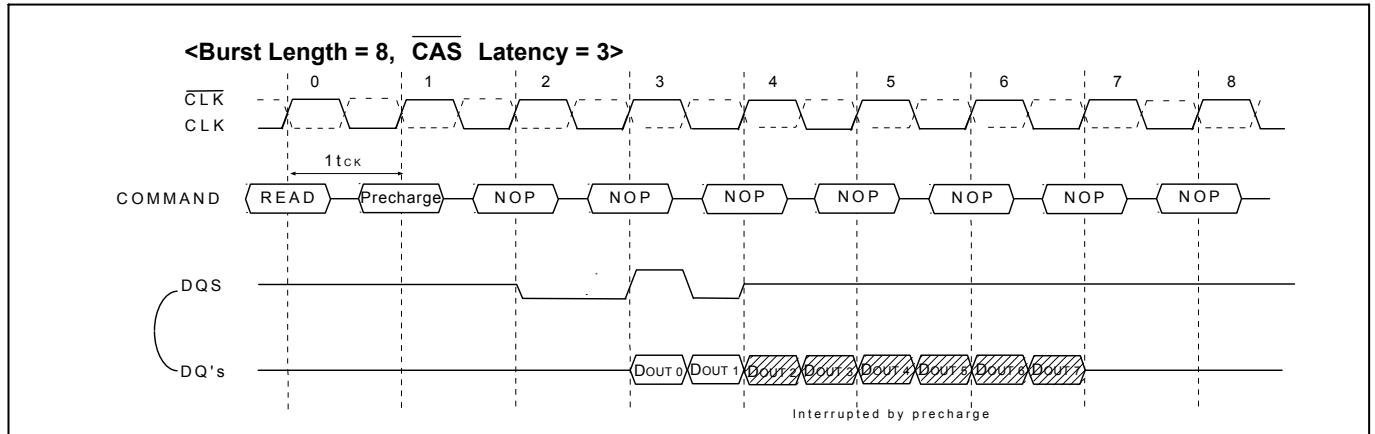 <Burst Length = 8, CAS Latency = 3>
0 1 2 3 4 5 6 7 8
CLK
CLK
1tCK
COMMAND READ Precharge NOP NOP NOP NOP NOP NOP NOP
DQS
DQ's DOUT 0 DOUT 1 DOUT 2 DOUT 3 DOUT 4 DOUT 5 DOUT 6 DOUT 7
Interrupted by precharge